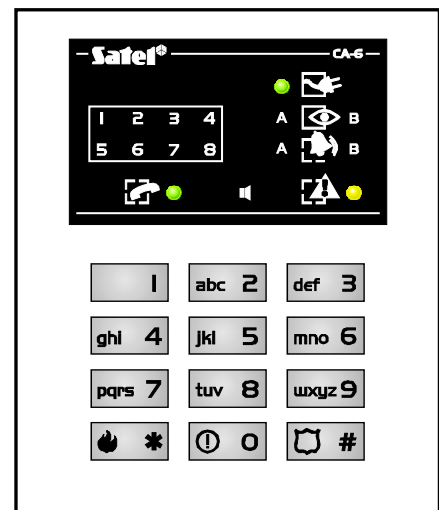 Satel® CA-6
1 2 3 4
A B
5 6 7 8
A B
1
abc 2
def 3
ghi 4
jkl 5
mno 6
pqrs 7
tuv 8
wxyz 9
*
0
#